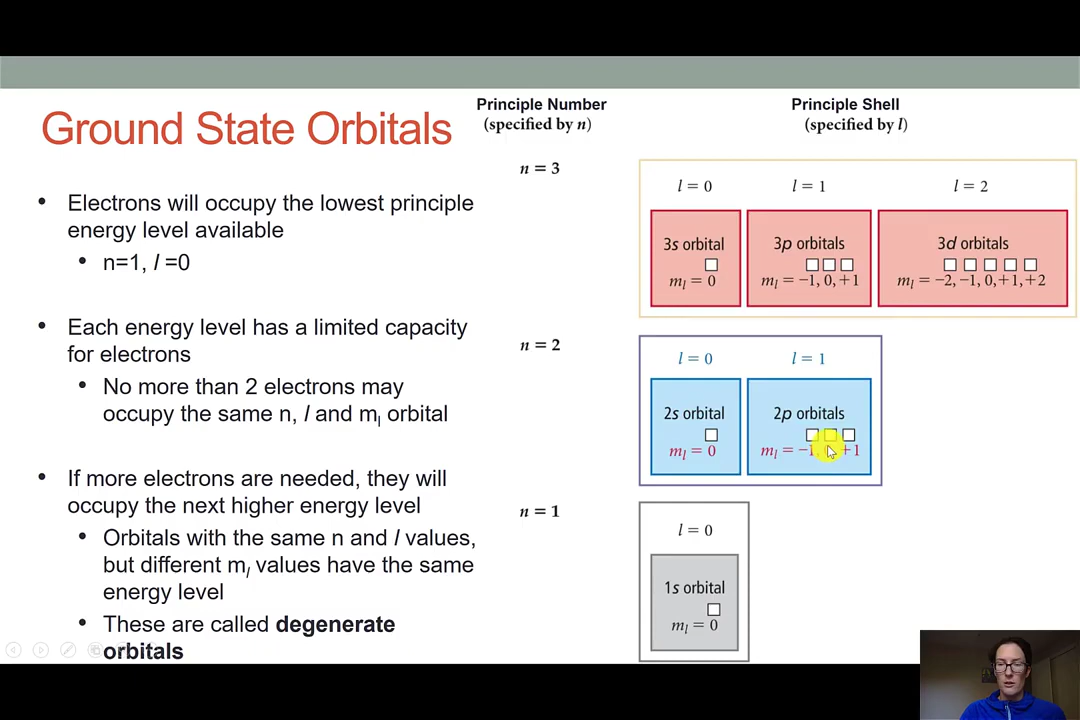 Ground State Orbitals
• Electrons will occupy the lowest principle
energy level available
• n=1, l =0
• Each energy level has a limited capacity
for electrons
• No more than 2 electrons may
occupy the same n, l and mₗ orbital
• If more electrons are needed, they will
occupy the next higher energy level
• Orbitals with the same n and l values,
but different mₗ values have the same
energy level
• These are called degenerate
orbitals
Principle Number
(specified by n)
Principle Shell
(specified by l)
n = 3
l = 0
l = 1
l = 2
3s orbital
mₗ = 0
3p orbitals
mₗ = −1, 0, +1
3d orbitals
mₗ = −2, −1, 0, +1, +2
n = 2
l = 0
l = 1
2s orbital
mₗ = 0
2p orbitals
mₗ = −1, +1
n = 1
l = 0
1s orbital
mₗ = 0